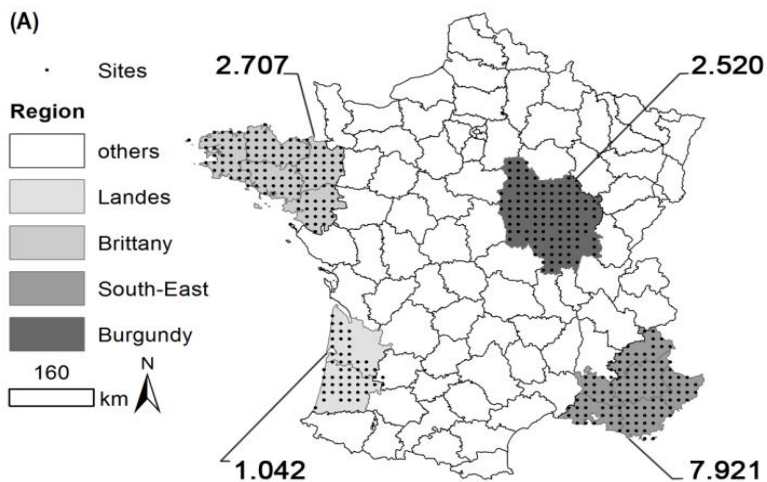 (A)
Sites
Region
others
Landes
Brittany
South-East
Burgundy
160
km
N
2.707
2.520
1.042
7.921